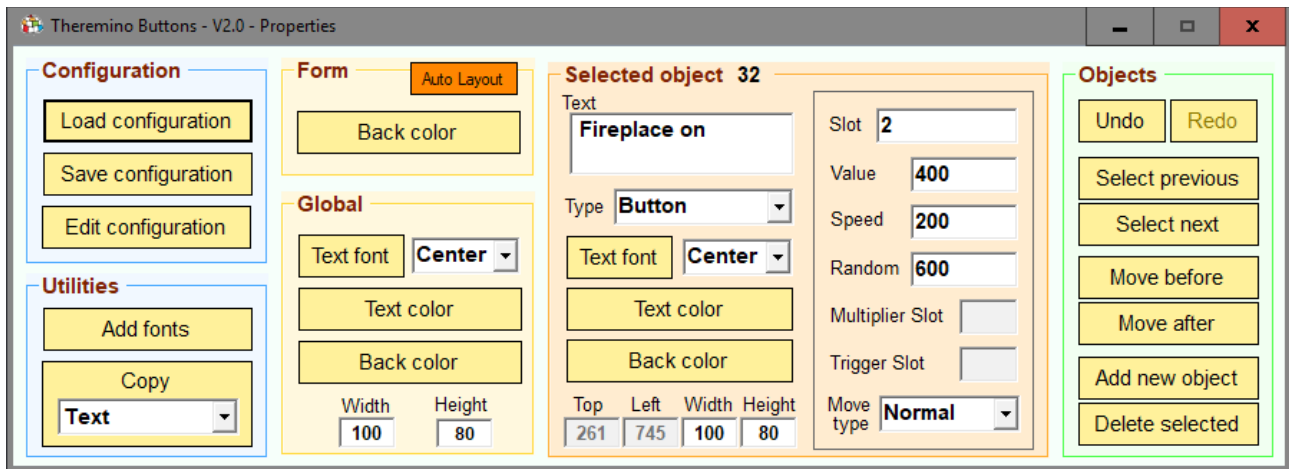 Theremino Buttons - V2.0 - Properties
x
Configuration
Load configuration
Save configuration
Edit configuration
Utilities
Add fonts
Copy
Text
Form
Auto Layout
Back color
Global
Text font Center
Text color
Back color
Width Height
100 80
Selected object 32
Text
Fireplace on
Type Button
Text font Center
Text color
Back color
Top Left Width Height
261 745 100 80
Slot 2
Value 400
Speed 200
Random 600
Multiplier Slot
Trigger Slot
Move
type Normal
Objects
Undo Redo
Select previous
Select next
Move before
Move after
Add new object
Delete selected